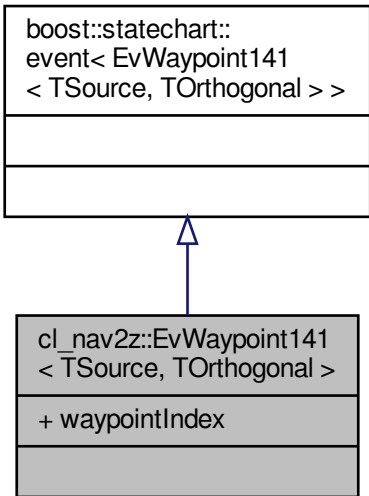 boost::statechart::
event< EvWaypoint141
< TSource, TOrthogonal > >
cl_nav2z::EvWaypoint141
< TSource, TOrthogonal >
+ waypointIndex